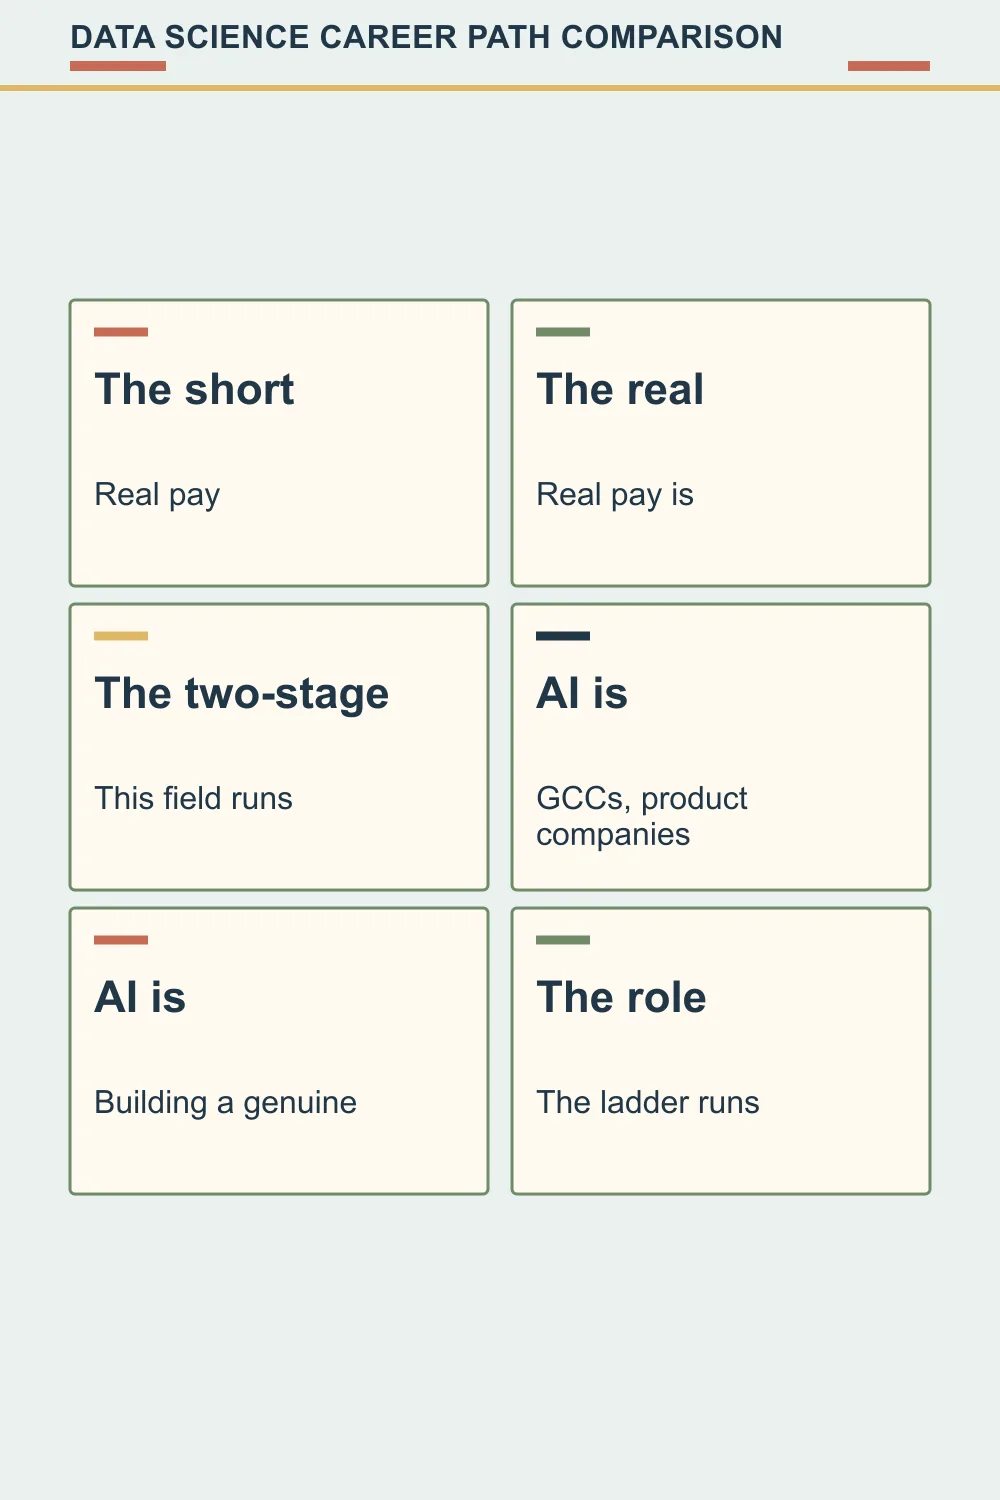 DATA SCIENCE CAREER PATH COMPARISON
The short
Real pay
The real
Real pay is
The two-stage
This field runs
AI is
GCCs, product
companies
AI is
Building a genuine
The role
The ladder runs